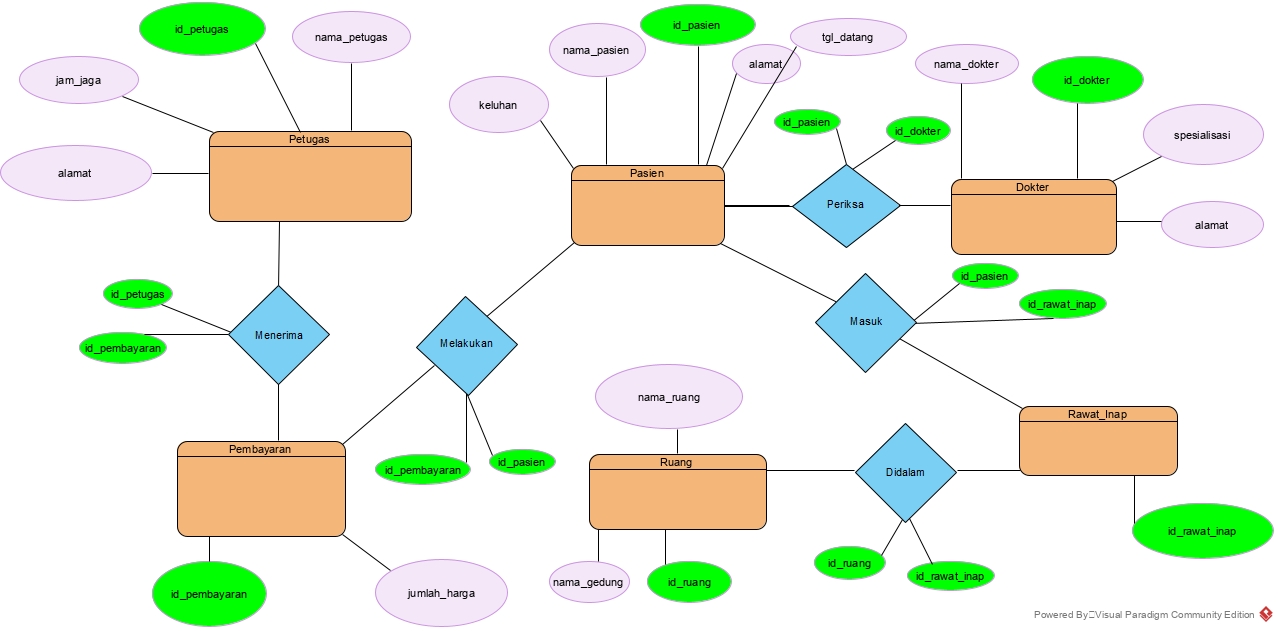 id_petugas
nama_petugas
jam_jaga
alamat
Petugas
id_petugas
id_pembayaran
Menerima
Pembayaran
id_pembayaran
jumlah_harga
keluhan
nama_pasien
id_pasien
alamat
tgl_datang
Pasien
id_pasien
id_dokter
Periksa
nama_dokter
id_dokter
spesialisasi
alamat
Dokter
Melakukan
id_pembayaran
id_pasien
Masuk
id_pasien
id_rawat_inap
nama_ruang
Ruang
nama_gedung
id_ruang
Didalam
id_ruang
id_rawat_inap
Rawat_Inap
id_rawat_inap
Powered By Visual Paradigm Community Edition